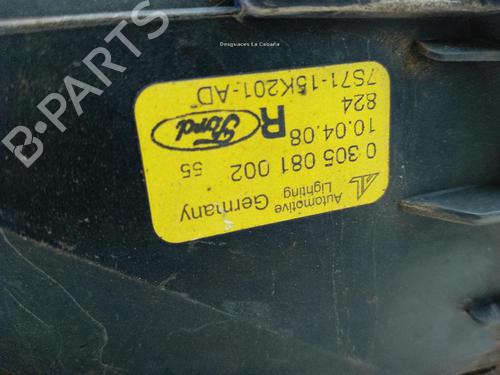 Desguaces La Cabaña
B-PARTS
Automotive Lighting Germany
0 305 081 002 55
10.04.08 R
824 Ford
7S71-15K201-AD